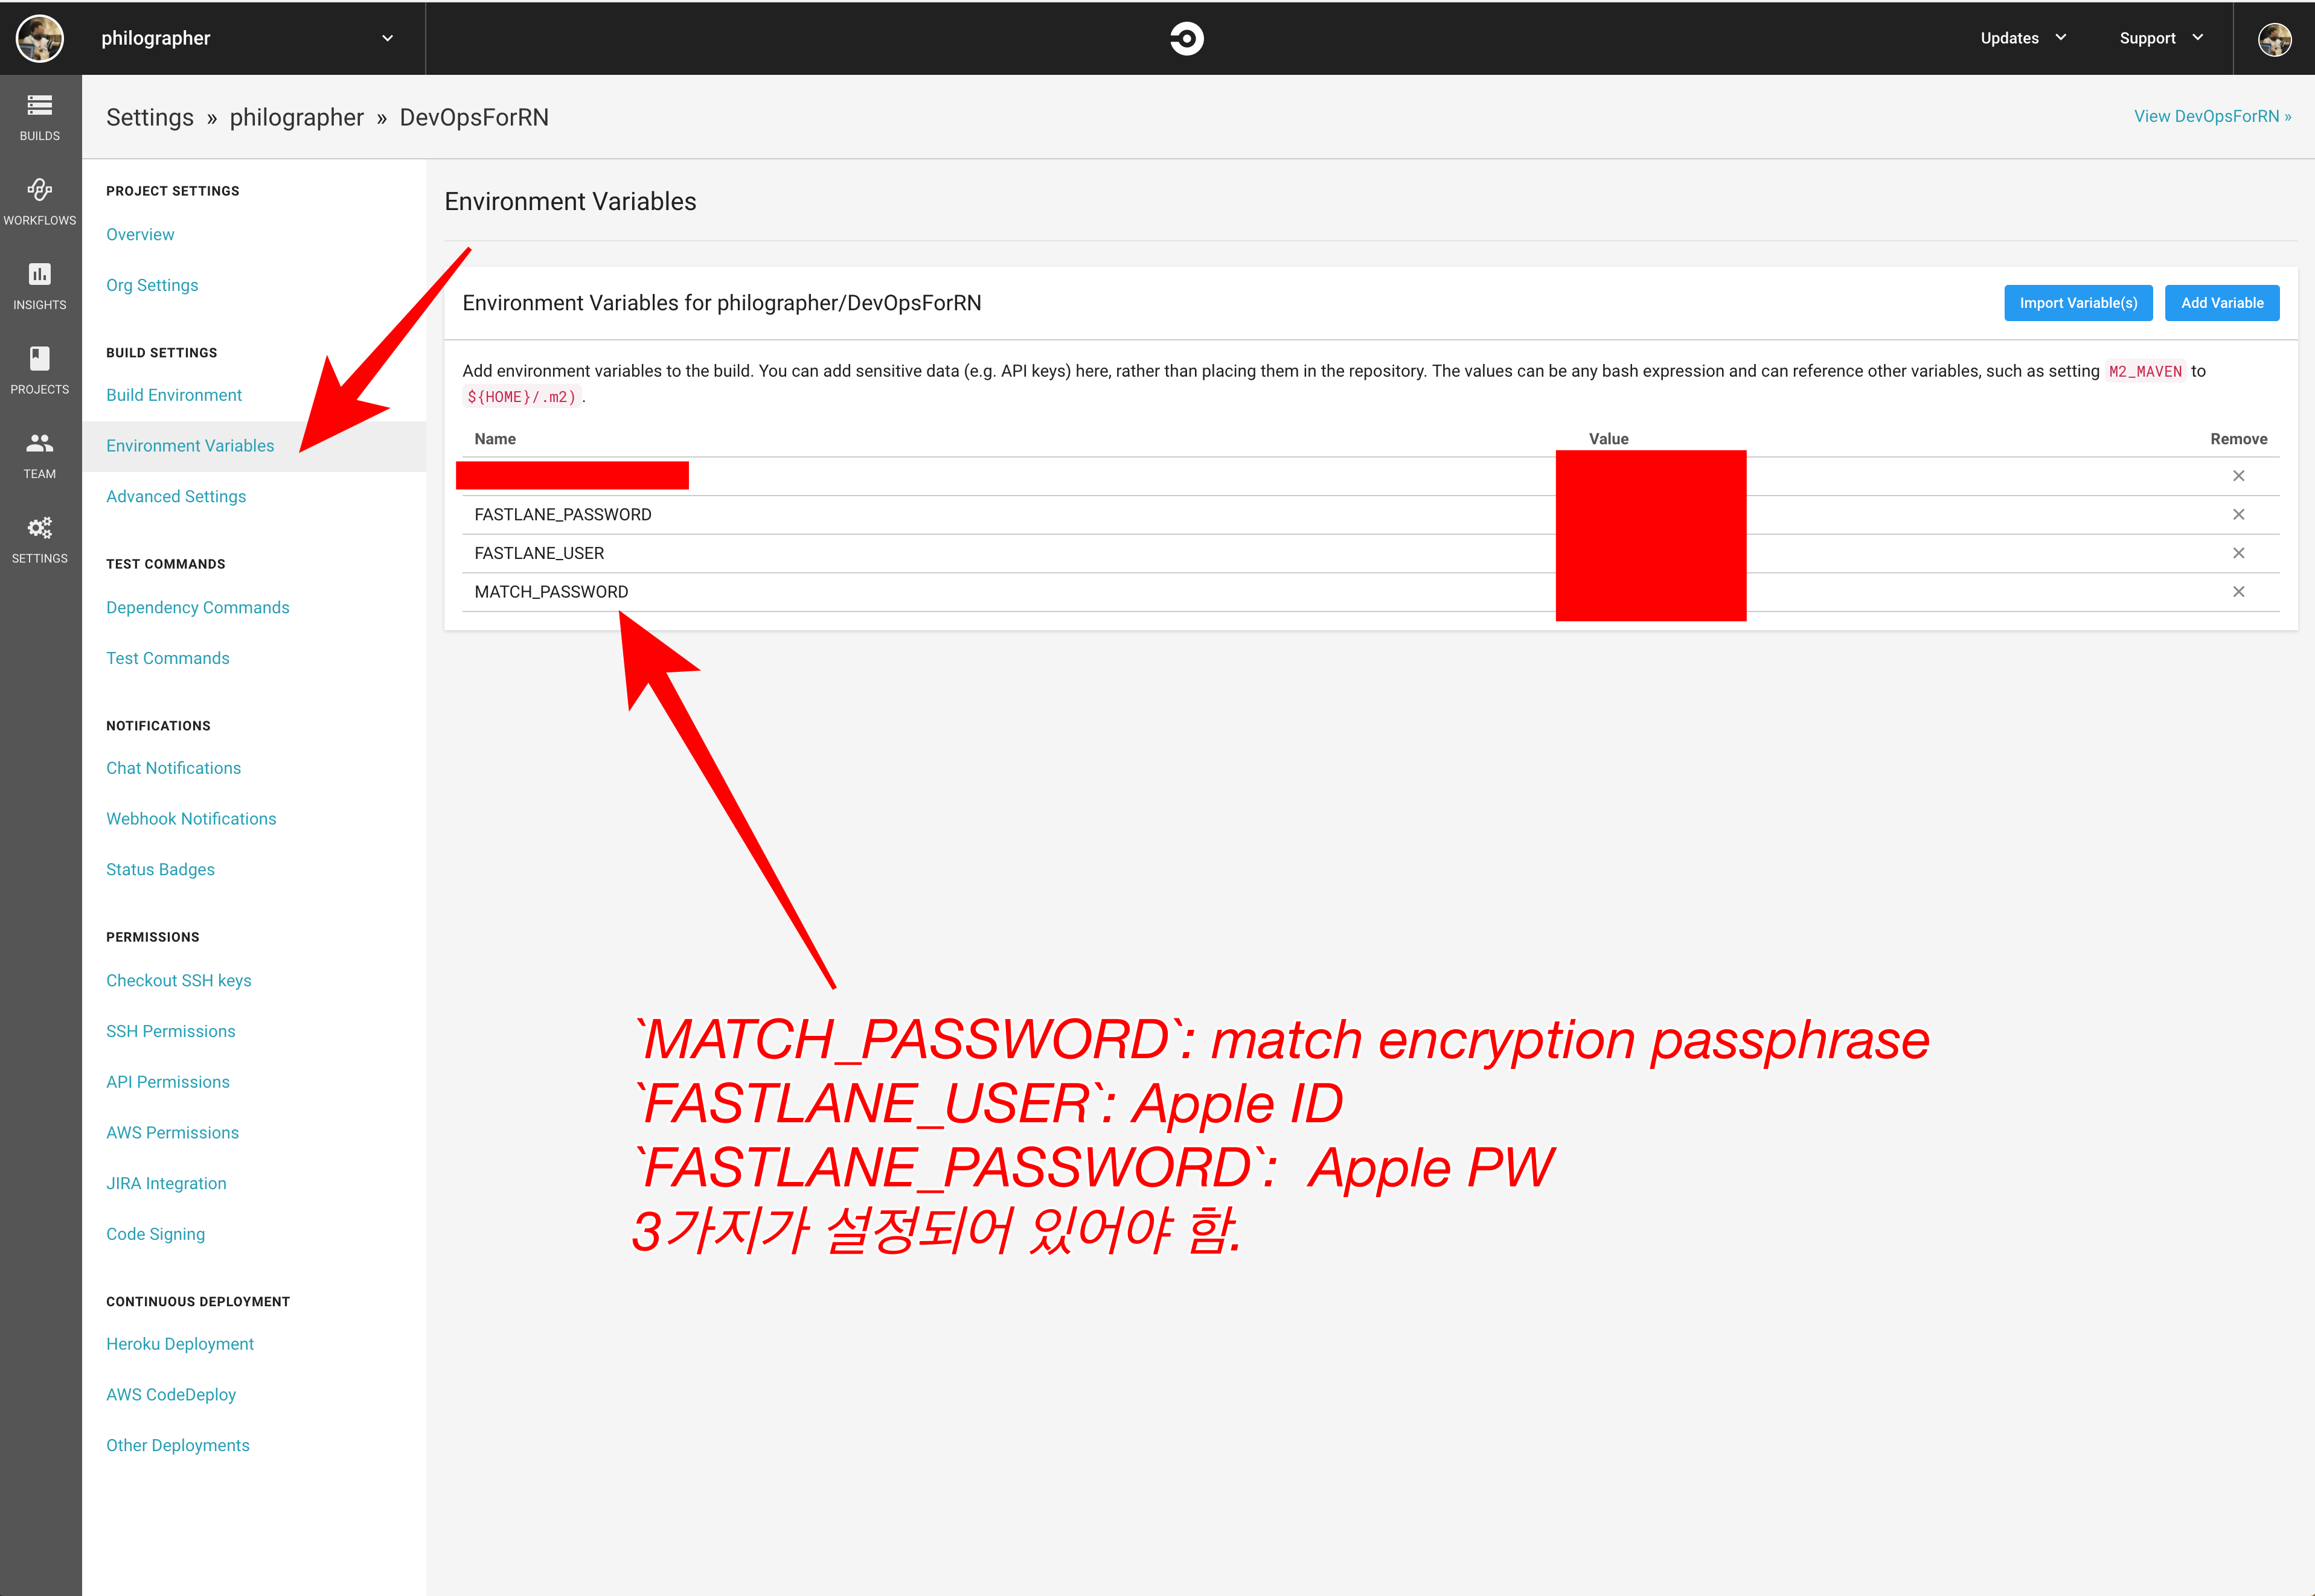 philographer
Updates
Support
BUILDS
WORKFLOWS
INSIGHTS
PROJECTS
TEAM
SETTINGS
Settings » philographer » DevOpsForRN
View DevOpsForRN »
PROJECT SETTINGS
Overview
Org Settings
BUILD SETTINGS
Build Environment
Environment Variables
Advanced Settings
TEST COMMANDS
Dependency Commands
Test Commands
NOTIFICATIONS
Chat Notifications
Webhook Notifications
Status Badges
PERMISSIONS
Checkout SSH keys
SSH Permissions
API Permissions
AWS Permissions
JIRA Integration
Code Signing
CONTINUOUS DEPLOYMENT
Heroku Deployment
AWS CodeDeploy
Other Deployments
Environment Variables
Environment Variables for philographer/DevOpsForRN
Import Variable(s)
Add Variable
Add environment variables to the build. You can add sensitive data (e.g. API keys) here, rather than placing them in the repository. The values can be any bash expression and can reference other variables, such as setting M2_MAVEN to
${HOME}/.m2) .
Name Value Remove
FASTLANE_PASSWORD
FASTLANE_USER
MATCH_PASSWORD
`MATCH_PASSWORD`: match encryption passphrase
`FASTLANE_USER`: Apple ID
`FASTLANE_PASSWORD`: Apple PW
3가지가 설정되어 있어야 함.